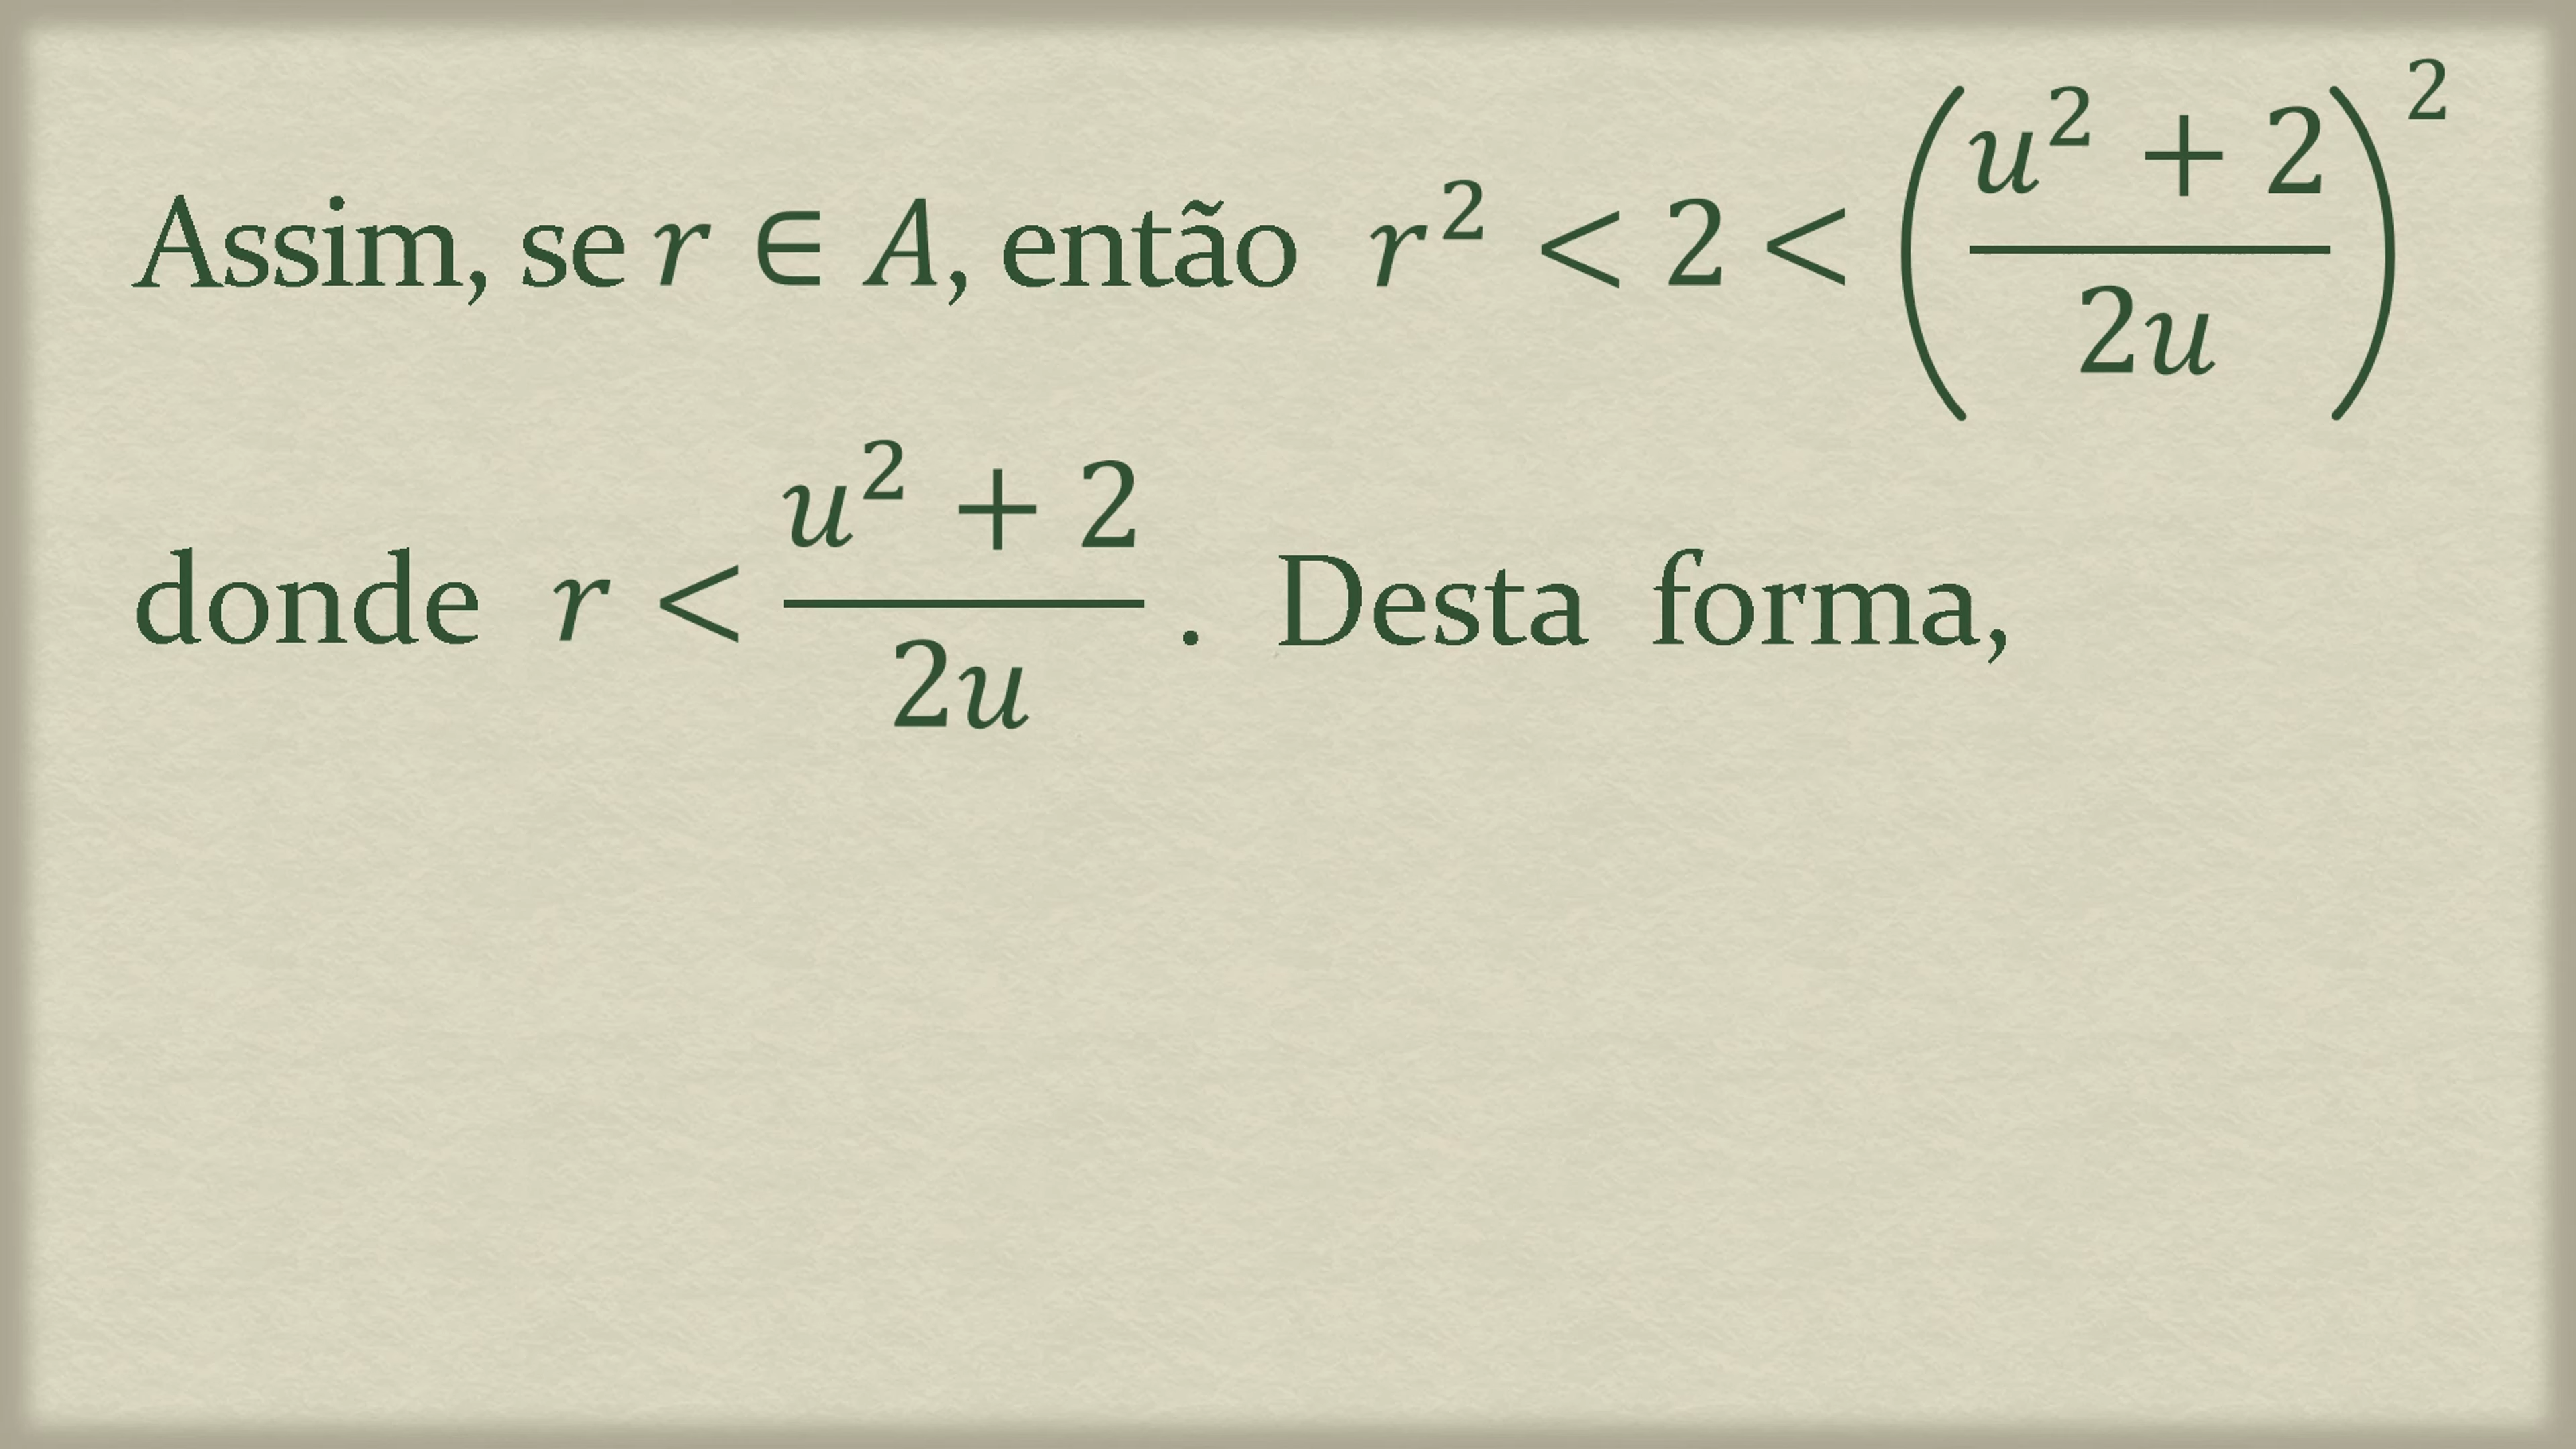 Assim, se r ∈ A, então r² < 2 < ((u² + 2)/(2u))²
donde r < (u² + 2)/(2u) . Desta forma,